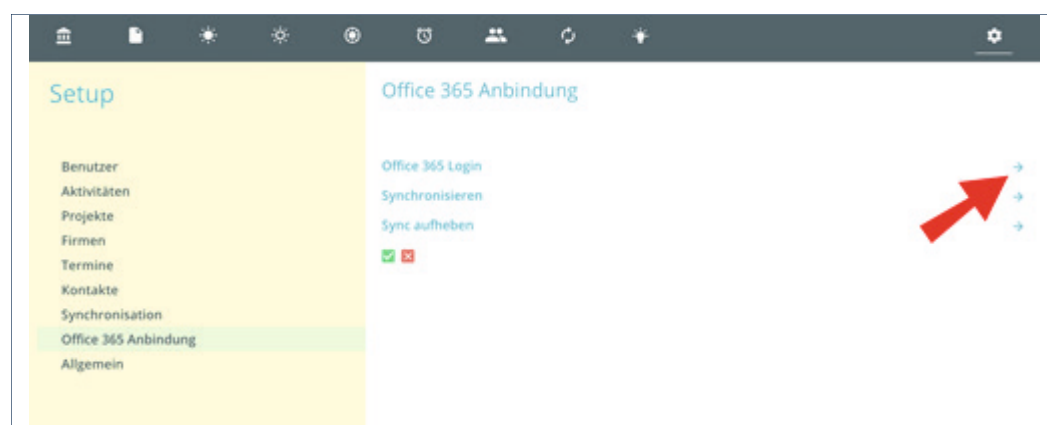 Setup
Benutzer
Aktivitäten
Projekte
Firmen
Termine
Kontakte
Synchronisation
Office 365 Anbindung
Allgemein
Office 365 Anbindung
Office 365 Login
Synchronisieren
Sync aufheben